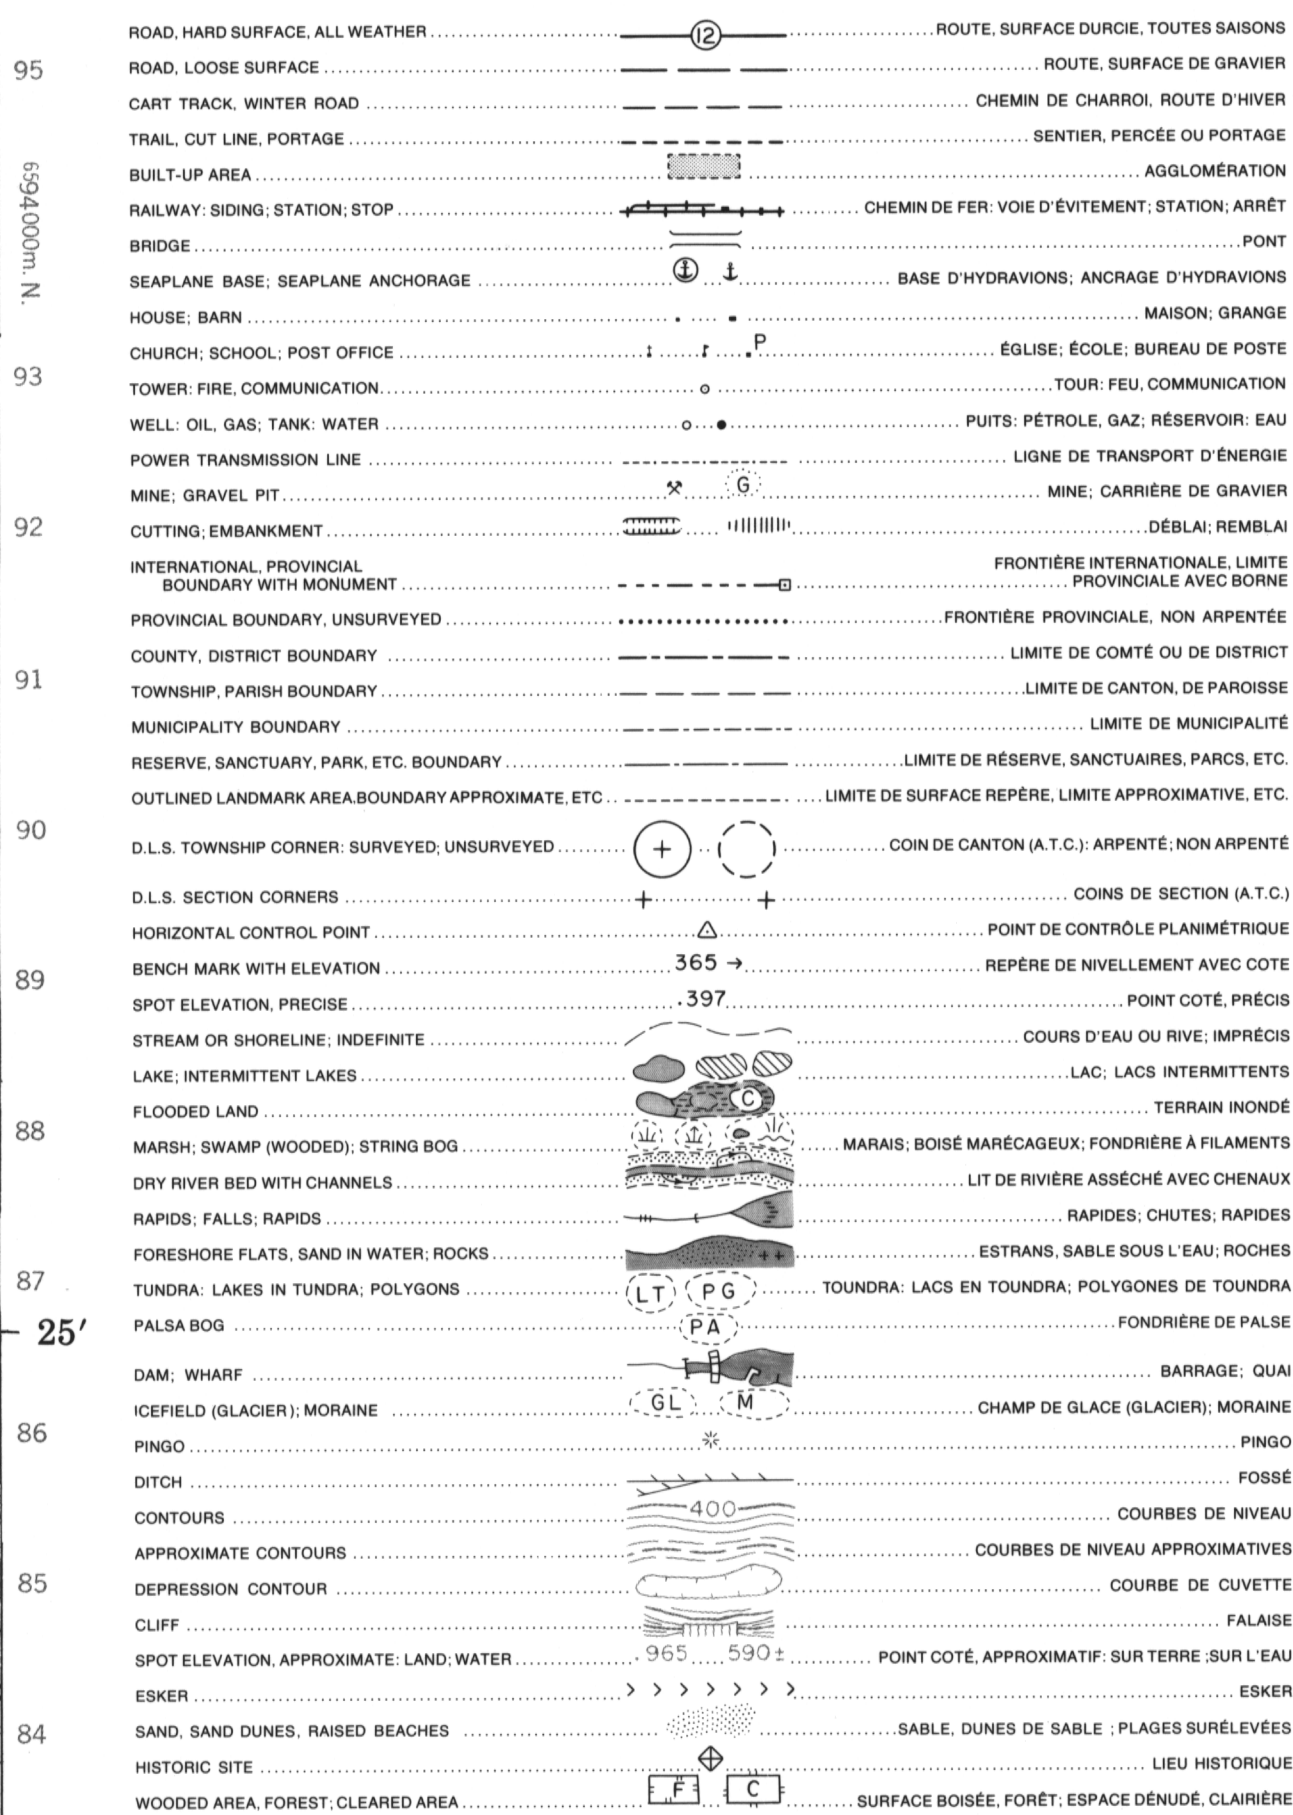 ROAD, HARD SURFACE, ALL WEATHER 12 ROUTE, SURFACE DURCIE, TOUTES SAISONS
95 ROAD, LOOSE SURFACE ROUTE, SURFACE DE GRAVIER
CART TRACK, WINTER ROAD CHEMIN DE CHARROI, ROUTE D'HIVER
TRAIL, CUT LINE, PORTAGE SENTIER, PERCÉE OU PORTAGE
BUILT-UP AREA AGGLOMÉRATION
6594000m. N.
RAILWAY: SIDING; STATION; STOP CHEMIN DE FER: VOIE D'ÉVITEMENT; STATION; ARRÊT
BRIDGE PONT
SEAPLANE BASE; SEAPLANE ANCHORAGE BASE D'HYDRAVIONS; ANCRAGE D'HYDRAVIONS
HOUSE; BARN MAISON; GRANGE
CHURCH; SCHOOL; POST OFFICE P ÉGLISE; ÉCOLE; BUREAU DE POSTE
93 TOWER: FIRE, COMMUNICATION TOUR: FEU, COMMUNICATION
WELL: OIL, GAS; TANK: WATER PUITS: PÉTROLE, GAZ; RÉSERVOIR: EAU
POWER TRANSMISSION LINE LIGNE DE TRANSPORT D'ÉNERGIE
MINE; GRAVEL PIT G MINE; CARRIÈRE DE GRAVIER
92 CUTTING; EMBANKMENT DÉBLAI; REMBLAI
INTERNATIONAL, PROVINCIAL FRONTIÈRE INTERNATIONALE, LIMITE
BOUNDARY WITH MONUMENT PROVINCIALE AVEC BORNE
PROVINCIAL BOUNDARY, UNSURVEYED FRONTIÈRE PROVINCIALE, NON ARPENTÉE
COUNTY, DISTRICT BOUNDARY LIMITE DE COMTÉ OU DE DISTRICT
91 TOWNSHIP, PARISH BOUNDARY LIMITE DE CANTON, DE PAROISSE
MUNICIPALITY BOUNDARY LIMITE DE MUNICIPALITÉ
RESERVE, SANCTUARY, PARK, ETC. BOUNDARY LIMITE DE RÉSERVE, SANCTUAIRES, PARCS, ETC.
OUTLINED LANDMARK AREA,BOUNDARY APPROXIMATE, ETC LIMITE DE SURFACE REPÈRE, LIMITE APPROXIMATIVE, ETC.
90 D.L.S. TOWNSHIP CORNER: SURVEYED; UNSURVEYED COIN DE CANTON (A.T.C.): ARPENTÉ; NON ARPENTÉ
D.L.S. SECTION CORNERS COINS DE SECTION (A.T.C.)
HORIZONTAL CONTROL POINT POINT DE CONTRÔLE PLANIMÉTRIQUE
89 BENCH MARK WITH ELEVATION 365 → REPÈRE DE NIVELLEMENT AVEC COTE
SPOT ELEVATION, PRECISE .397 POINT COTÉ, PRÉCIS
STREAM OR SHORELINE; INDEFINITE COURS D'EAU OU RIVE; IMPRÉCIS
LAKE; INTERMITTENT LAKES LAC; LACS INTERMITTENTS
FLOODED LAND C TERRAIN INONDÉ
88 MARSH; SWAMP (WOODED); STRING BOG MARAIS; BOISÉ MARÉCAGEUX; FONDRIÈRE À FILAMENTS
DRY RIVER BED WITH CHANNELS LIT DE RIVIÈRE ASSÉCHÉ AVEC CHENAUX
RAPIDS; FALLS; RAPIDS RAPIDES; CHUTES; RAPIDES
FORESHORE FLATS, SAND IN WATER; ROCKS ESTRANS, SABLE SOUS L'EAU; ROCHES
87 TUNDRA: LAKES IN TUNDRA; POLYGONS LT PG TOUNDRA: LACS EN TOUNDRA; POLYGONES DE TOUNDRA
25' PALSA BOG PA FONDRIÈRE DE PALSE
DAM; WHARF BARRAGE; QUAI
ICEFIELD (GLACIER); MORAINE GL M CHAMP DE GLACE (GLACIER); MORAINE
86 PINGO PINGO
DITCH FOSSÉ
CONTOURS 400 COURBES DE NIVEAU
APPROXIMATE CONTOURS COURBES DE NIVEAU APPROXIMATIVES
85 DEPRESSION CONTOUR COURBE DE CUVETTE
CLIFF FALAISE
SPOT ELEVATION, APPROXIMATE: LAND; WATER .965 590± POINT COTÉ, APPROXIMATIF: SUR TERRE ;SUR L'EAU
ESKER ESKER
84 SAND, SAND DUNES, RAISED BEACHES SABLE, DUNES DE SABLE ; PLAGES SURÉLEVÉES
HISTORIC SITE LIEU HISTORIQUE
WOODED AREA, FOREST; CLEARED AREA F C SURFACE BOISÉE, FORÊT; ESPACE DÉNUDÉ, CLAIRIÈRE